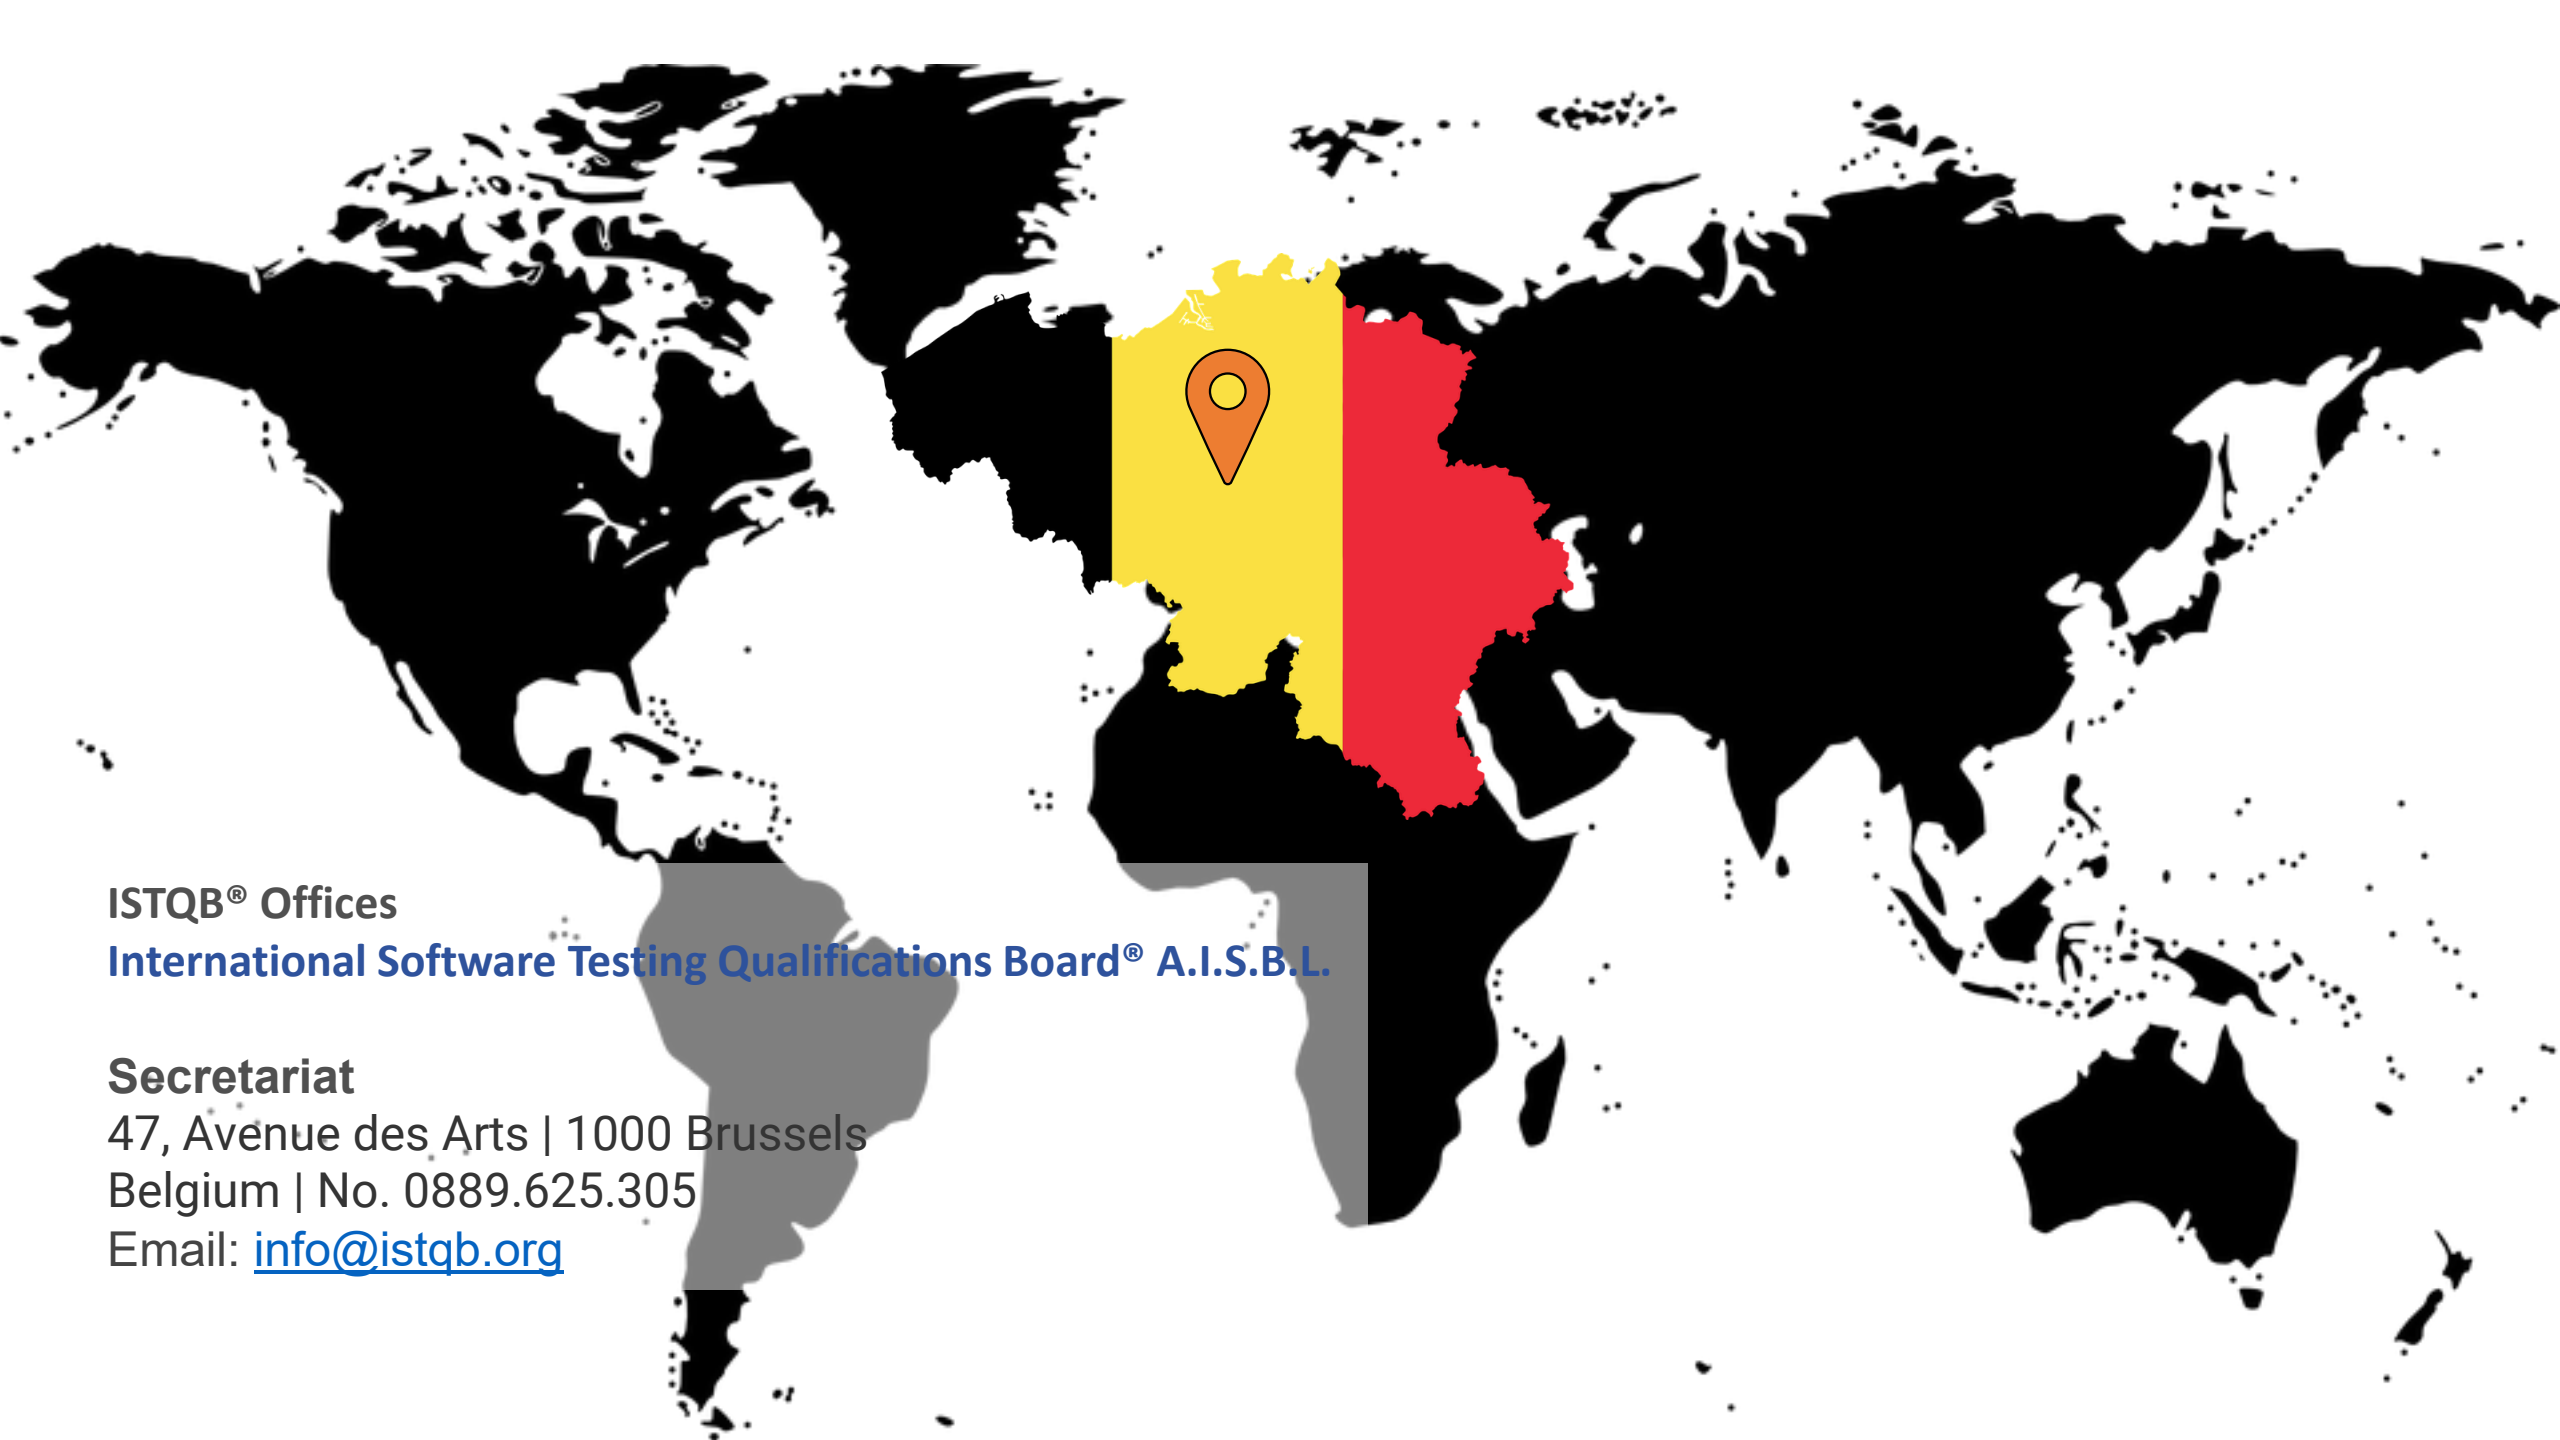 ISTQB® Offices
International Software Testing Qualifications Board® A.I.S.B.L.
Secretariat
47, Avenue des Arts | 1000 Brussels
Belgium | No. 0889.625.305
Email: info@istqb.org